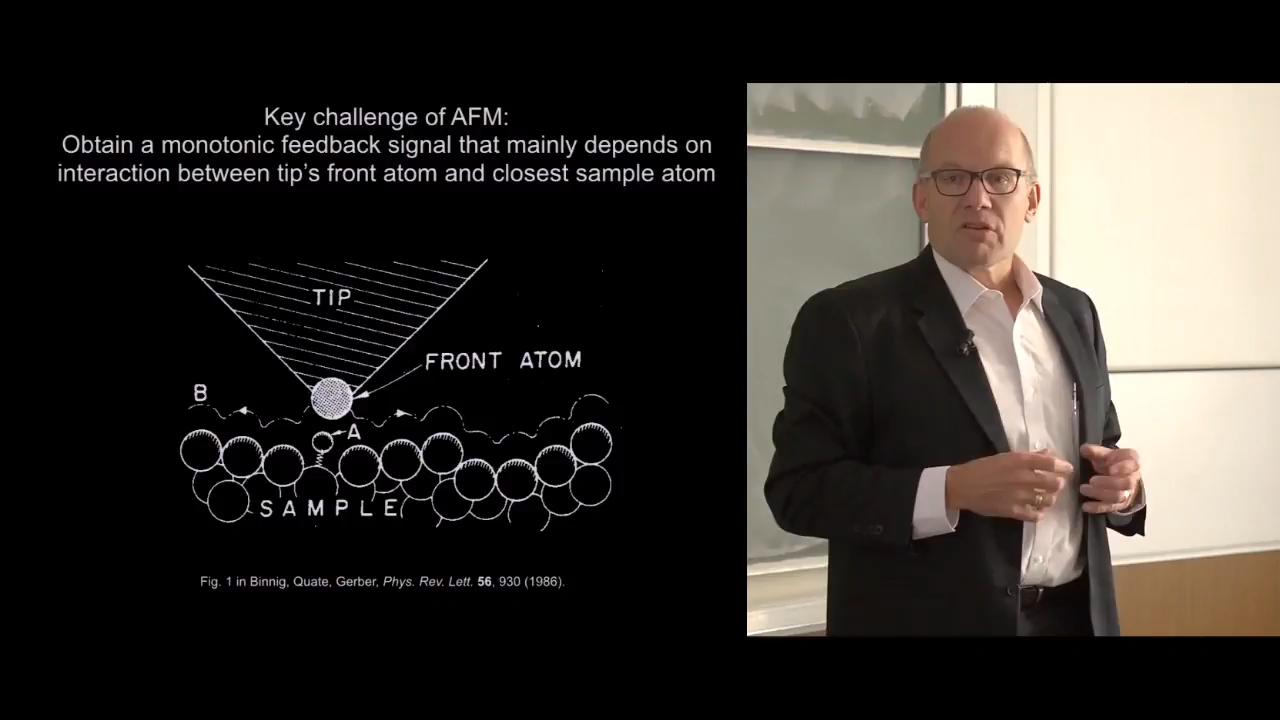 Key challenge of AFM:
Obtain a monotonic feedback signal that mainly depends on
interaction between tip's front atom and closest sample atom
TIP
FRONT ATOM
B
A
SAMPLE
Fig. 1 in Binnig, Quate, Gerber, Phys. Rev. Lett. 56, 930 (1986).